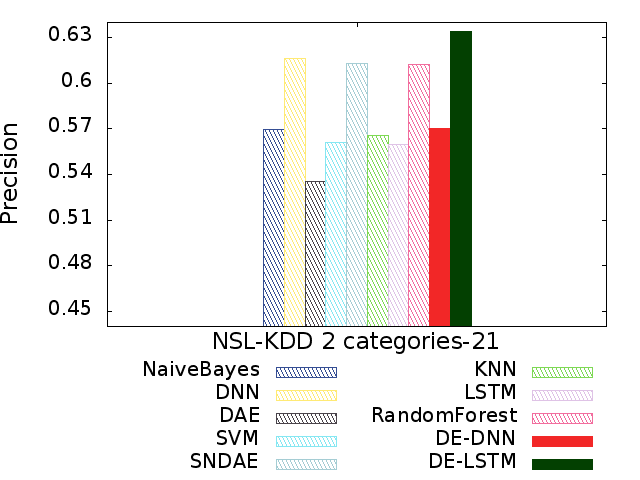 0.63
0.6
0.57
0.54
0.51
0.48
0.45
Precision
NSL-KDD 2 categories-21
NaiveBayes
DNN
DAE
SVM
SNDAE
KNN
LSTM
RandomForest
DE-DNN
DE-LSTM